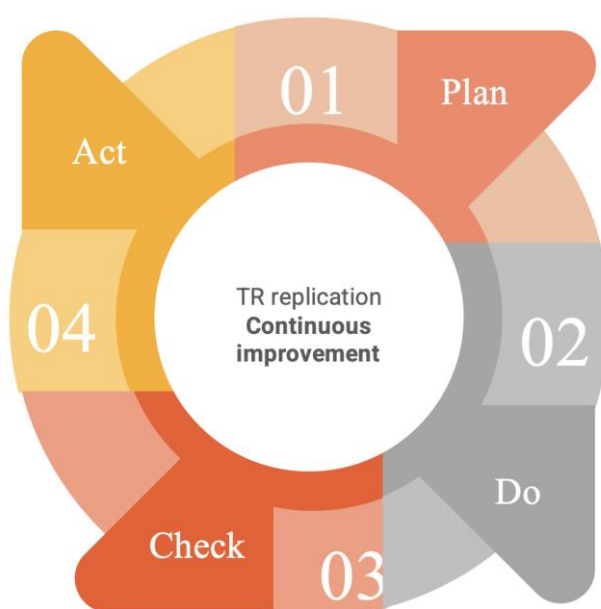 01
Plan
Act
TR replication
Continuous
improvement
04
02
Do
Check
03